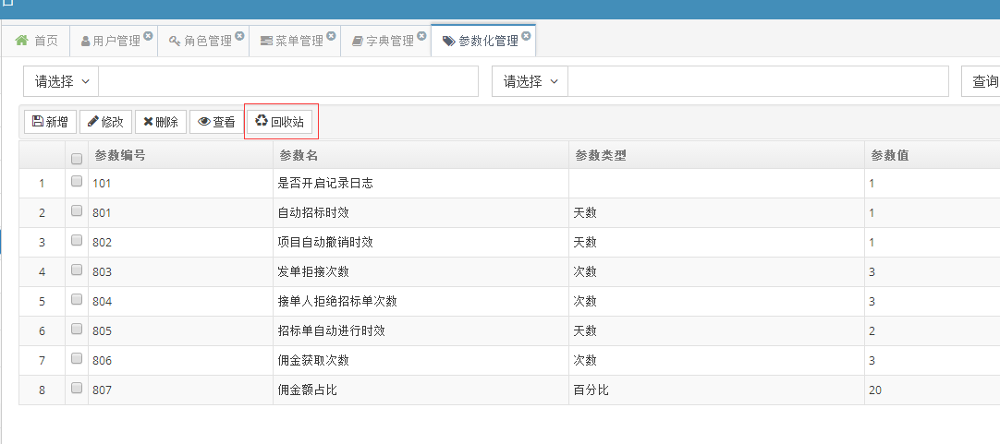 首页 用户管理 角色管理 菜单管理 字典管理 参数化管理
请选择 请选择 查询
新增 修改 删除 查看 回收站
参数编号 参数名 参数类型 参数值
1 101 是否开启记录日志 1
2 801 自动招标时效 天数 1
3 802 项目自动撤销时效 天数 1
4 803 发单拒接次数 次数 3
5 804 接单人拒绝招标单次数 次数 3
6 805 招标单自动进行时效 天数 2
7 806 佣金获取次数 次数 3
8 807 佣金额占比 百分比 20